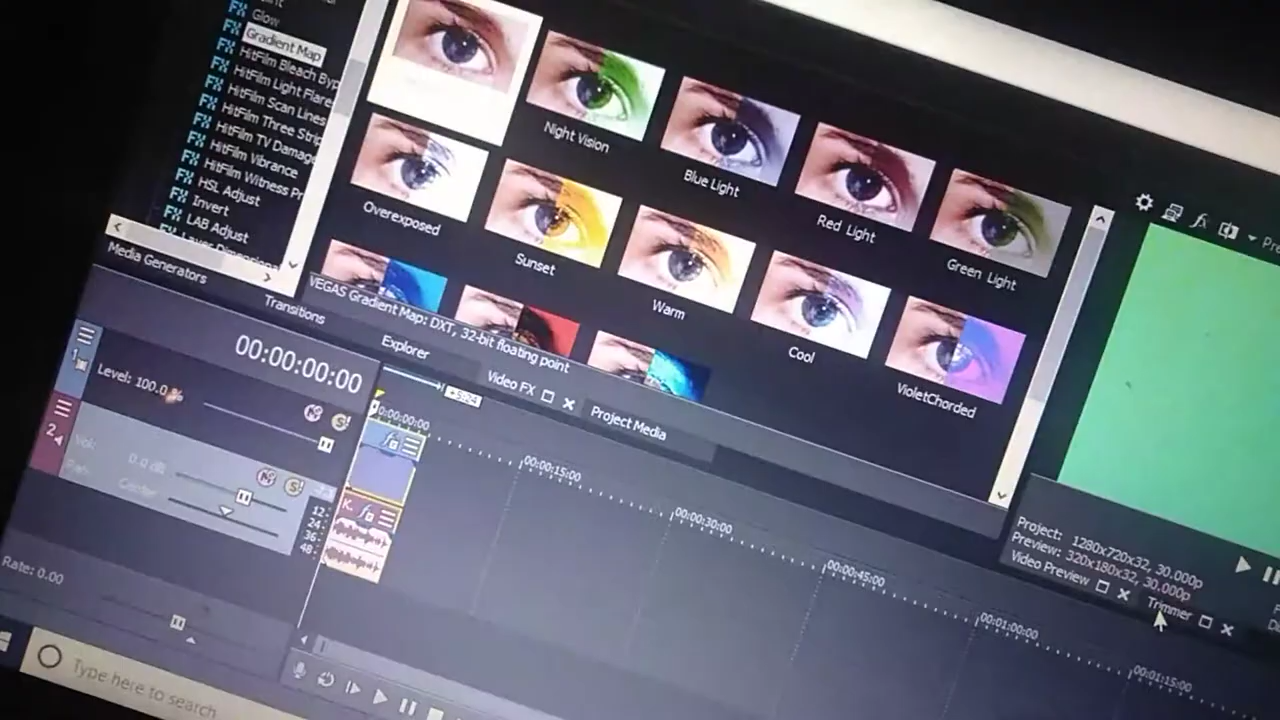 Glow
Gradient Map
HitFilm Bleach Byp
HitFilm Light Flare
HitFilm Scan Lines
HitFilm Three Strip
HitFilm TV Damag
HitFilm Vibrance
HitFilm Witness Pr
HSL Adjust
Invert
LAB Adjust
Night Vision
Blue Light
Red Light
Green Light
Overexposed
Sunset
Warm
Cool
VioletChorded
VEGAS Gradient Map: DXT, 32-bit floating point
Media Generators
Transitions
Explorer
Video FX
Project Media
00:00:00:00
+5:24
1
Level: 100.0 %
2
Vol: 0.0 dB
Pan: Center
12
24
36
48
Rate: 0.00
00:00:00:00
00:00:15:00
00:00:30:00
00:00:45:00
00:01:00:00
00:01:15:00
Project: 1280x720x32, 30.000p
Preview: 320x180x32, 30.000p
Video Preview
Trimmer
Type here to search